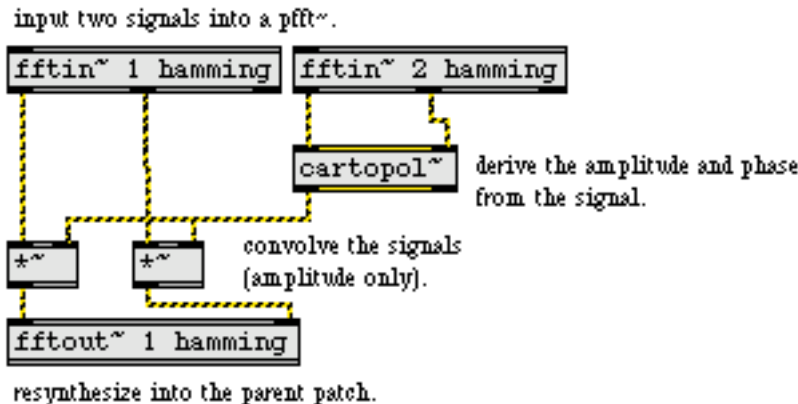 input two signals into a pfft~.
fftin~ 1 hamming
fftin~ 2 hamming
cartopol~
derive the amplitude and phase
from the signal.
*~
*~
convolve the signals
(amplitude only).
fftout~ 1 hamming
resynthesize into the parent patch.